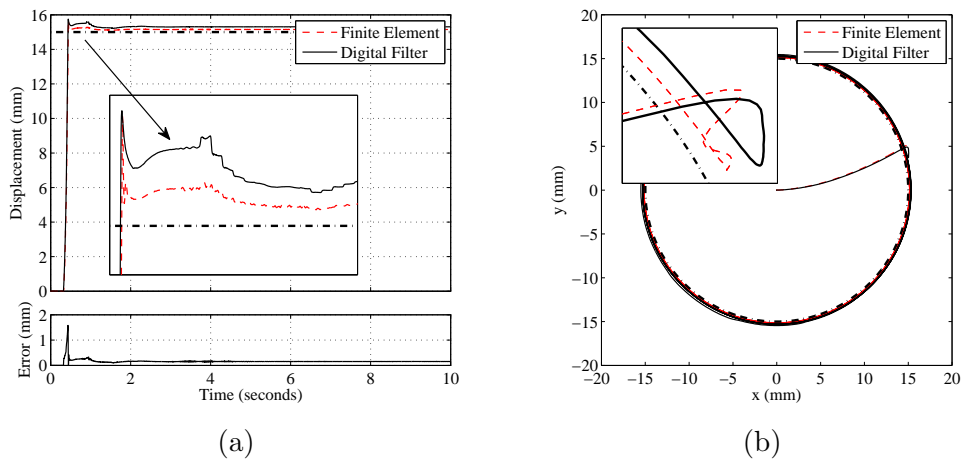 16
14
12
10
8
6
4
2
0
Displacement (mm)
Finite Element
Digital Filter
2
1
0
Error (mm)
0 2 4 6 8 10
Time (seconds)
(a)
20
15
10
5
0
−5
−10
−15
−20
y (mm)
Finite Element
Digital Filter
−20 −15 −10 −5 0 5 10 15 20
x (mm)
(b)